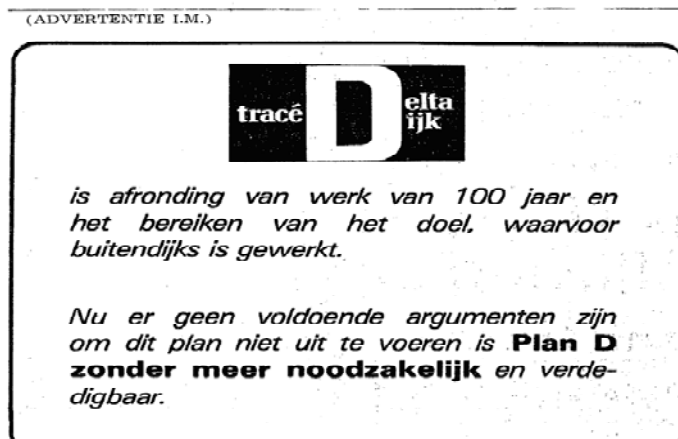 (ADVERTENTIE I.M.)
tracé D elta
ijk
is afronding van werk van 100 jaar en
het bereiken van het doel, waarvoor
buitendijks is gewerkt.
Nu er geen voldoende argumenten zijn
om dit plan niet uit te voeren is Plan D
zonder meer noodzakelijk en verde-
digbaar.